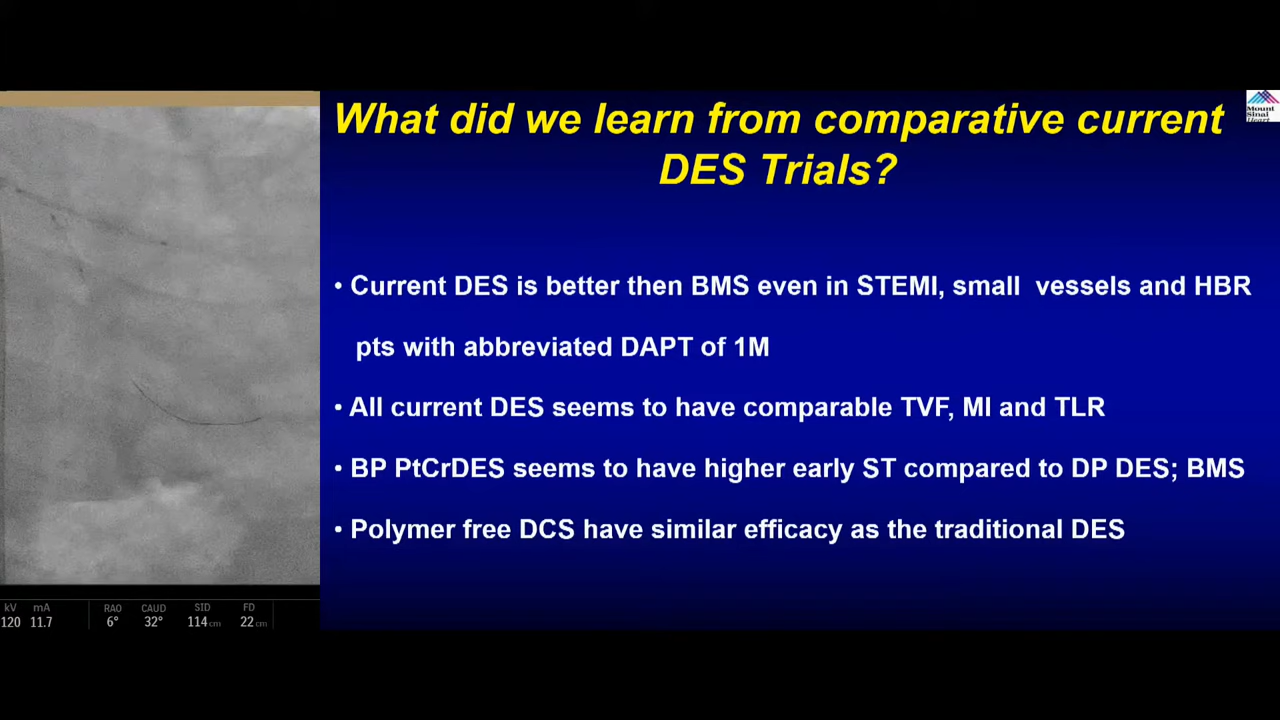 What did we learn from comparative current
DES Trials?
Mount
Sinai
Heart
• Current DES is better then BMS even in STEMI, small vessels and HBR
pts with abbreviated DAPT of 1M
• All current DES seems to have comparable TVF, MI and TLR
• BP PtCrDES seems to have higher early ST compared to DP DES; BMS
• Polymer free DCS have similar efficacy as the traditional DES
kV mA RAO CAUD SID FD
120 11.7 6° 32° 114 cm 22 cm